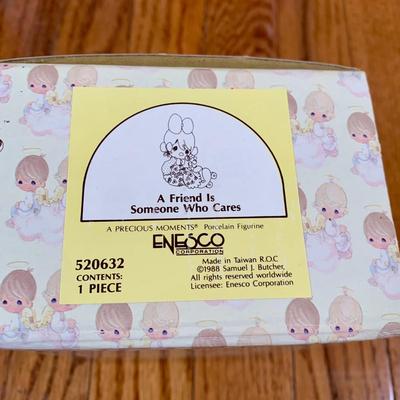 A Friend Is
Someone Who Cares
A PRECIOUS MOMENTS® Porcelain Figurine
ENESCO
CORPORATION
520632
CONTENTS:
1 PIECE
Made in Taiwan R.O.C
©1988 Samuel J. Butcher,
All rights reserved worldwide
Licensee: Enesco Corporation